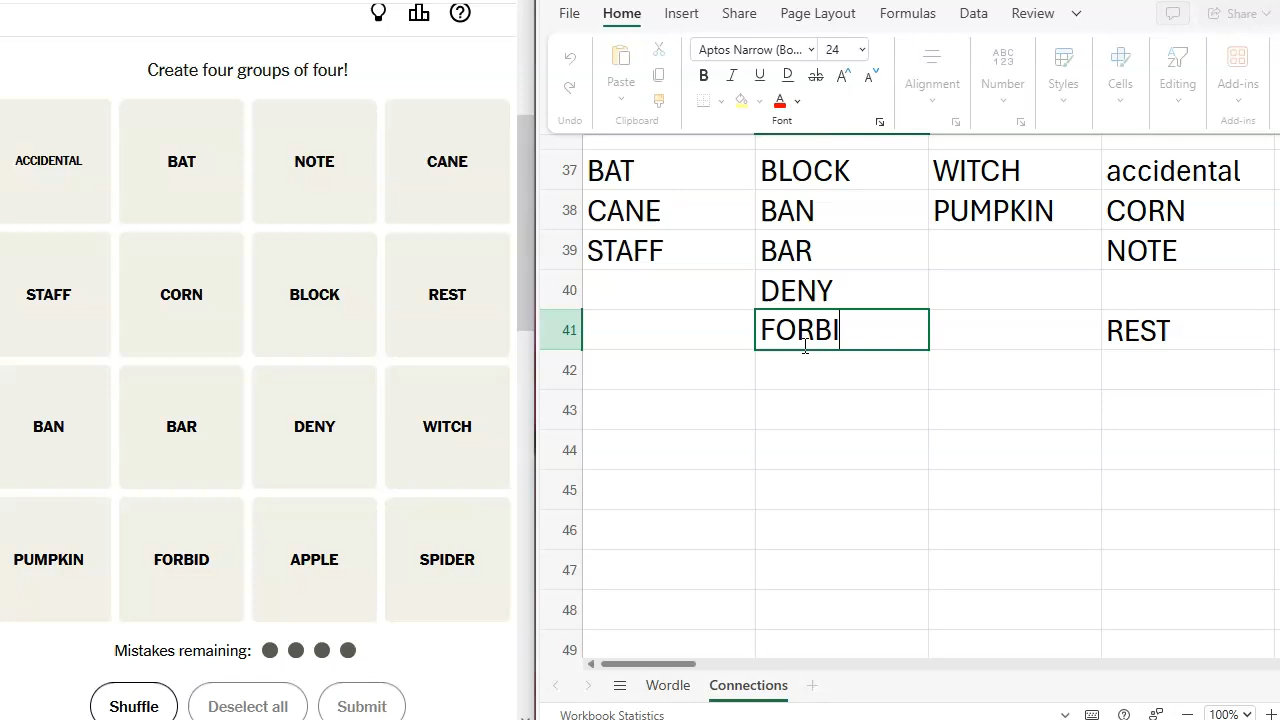 File Home Insert Share Page Layout Formulas Data Review Share
Create four groups of four!
Aptos Narrow (Bo... 24
Paste
B I U D ab A A
A
ABC
123
Alignment Number Styles Cells Editing Add-ins
Undo Clipboard Font Add-ins
ACCIDENTAL BAT NOTE CANE
STAFF CORN BLOCK REST
BAN BAR DENY WITCH
PUMPKIN FORBID APPLE SPIDER
Mistakes remaining:
Shuffle Deselect all Submit
37 BAT BLOCK WITCH accidental
38 CANE BAN PUMPKIN CORN
39 STAFF BAR NOTE
40 DENY
41 FORBI REST
42
43
44
45
46
47
48
49
Wordle Connections
Workbook Statistics 100%